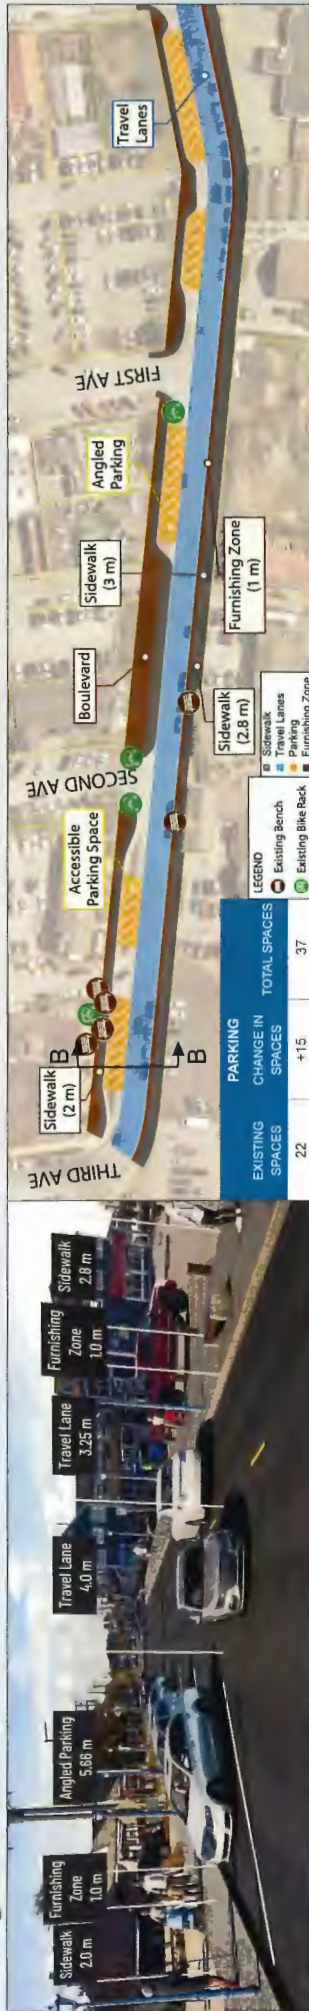 Sidewalk
2.0 m
Furnishing
Zone
1.0 m
Angled Parking
5.66 m
Travel Lane
4.0 m
Travel Lane
3.25 m
Furnishing
Zone
1.0 m
Sidewalk
2.8 m
THIRD AVE
Sidewalk
(2 m)
B
B
Accessible
Parking Space
SECOND AVE
Boulevard
Sidewalk
(3 m)
Angled
Parking
FIRST AVE
Travel
Lanes
Sidewalk
(2.8 m)
Furnishing Zone
(1 m)
PARKING
EXISTING
SPACES
CHANGE IN
SPACES
TOTAL SPACES
22
+15
37
LEGEND
Existing Bench
Existing Bike Rack
Sidewalk
Travel Lanes
Parking
Furnishing Zone